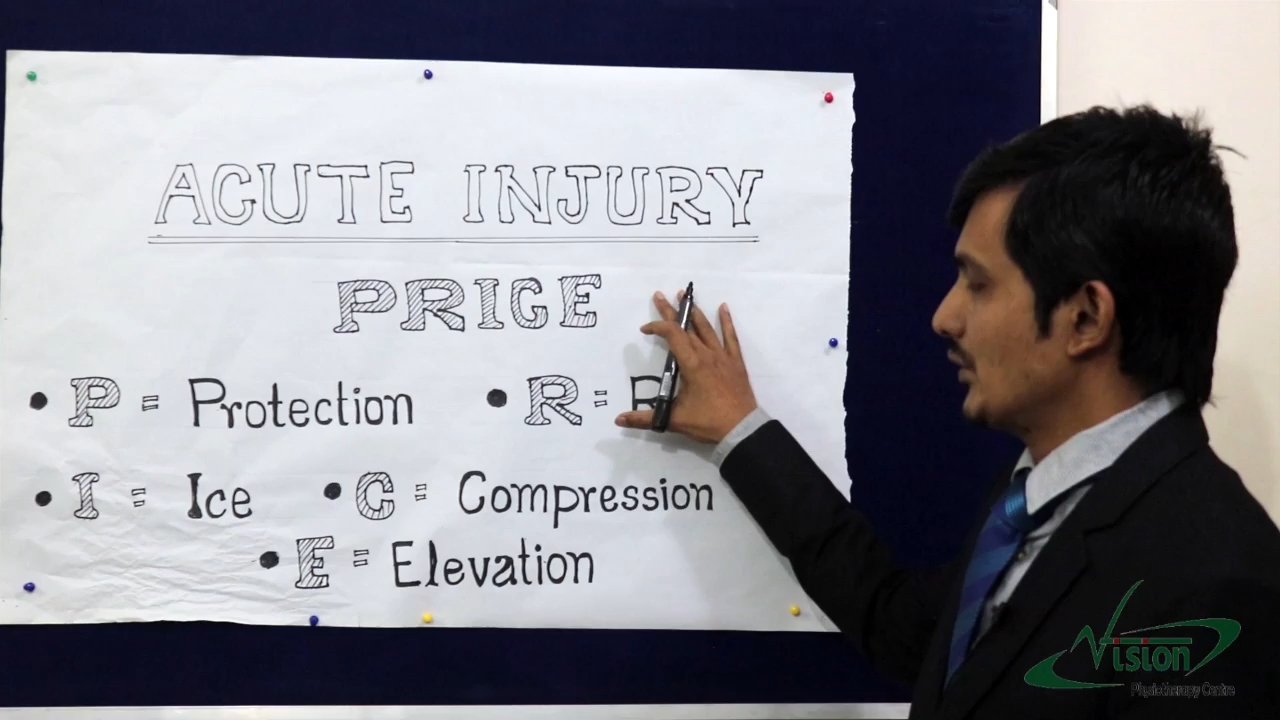 ACUTE INJURY
PRICE
• P = Protection • R = R
• I = Ice • C = Compression
• E = Elevation
Vision
Physiotherapy Centre